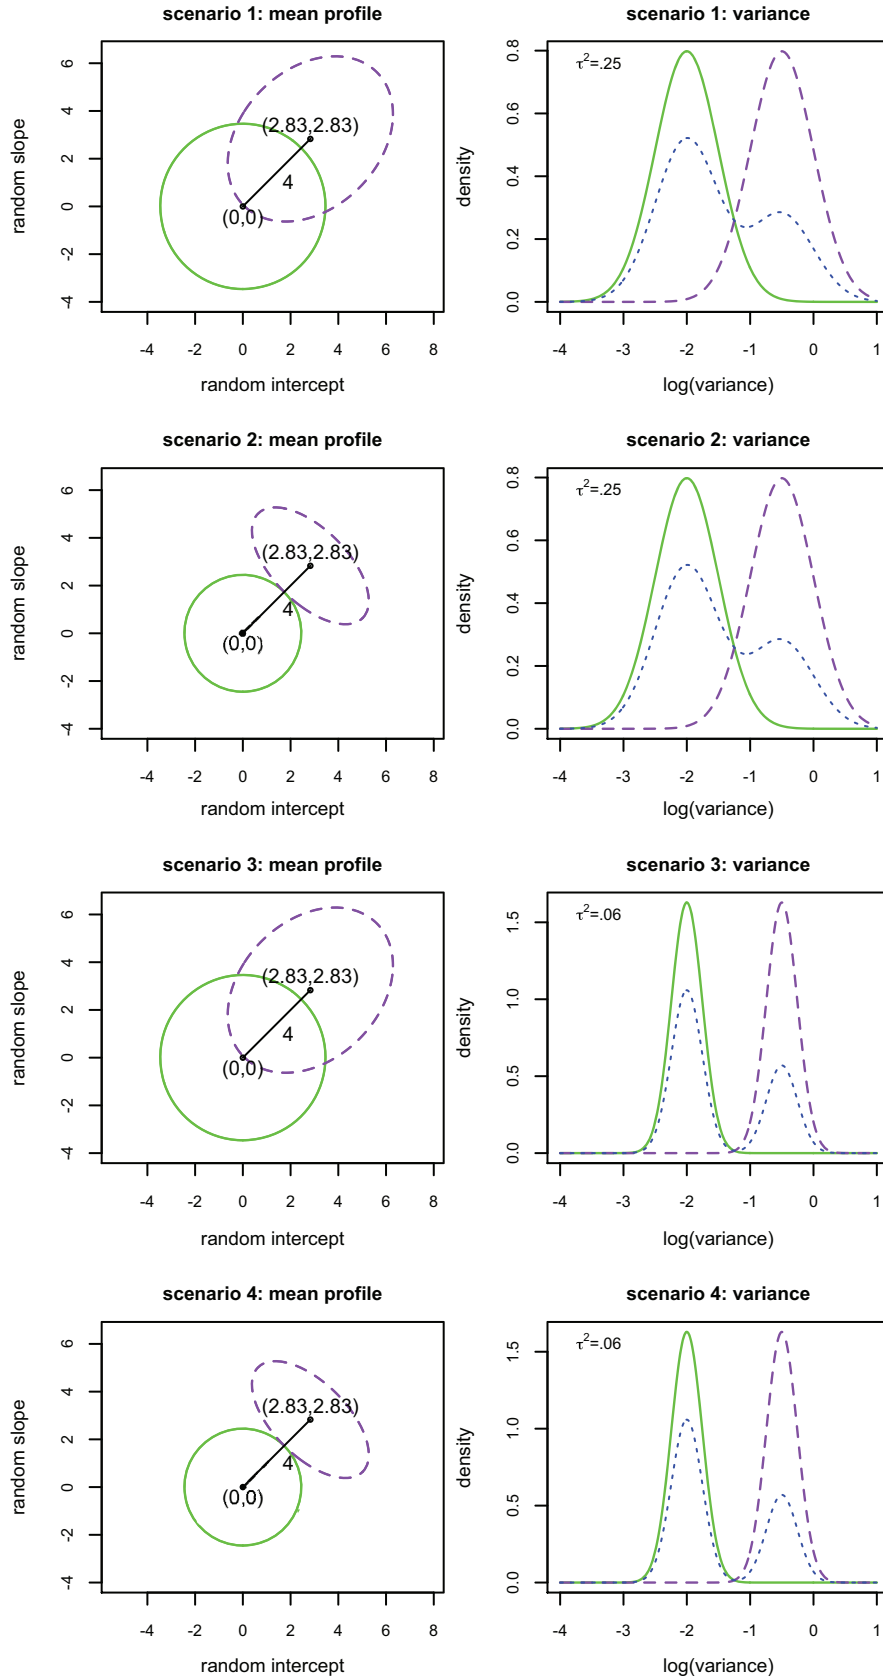 scenario 1: mean profile
random slope
6
4
2
0
-2
-4
(2.83,2.83)
4
(0,0)
-4 -2 0 2 4 6 8
random intercept
scenario 1: variance
density
0.8
0.6
0.4
0.2
0.0
τ²=.25
-4 -3 -2 -1 0 1
log(variance)
scenario 2: mean profile
random slope
6
4
2
0
-2
-4
(2.83,2.83)
4
(0,0)
-4 -2 0 2 4 6 8
random intercept
scenario 2: variance
density
0.8
0.6
0.4
0.2
0.0
τ²=.25
-4 -3 -2 -1 0 1
log(variance)
scenario 3: mean profile
random slope
6
4
2
0
-2
-4
(2.83,2.83)
4
(0,0)
-4 -2 0 2 4 6 8
random intercept
scenario 3: variance
density
1.5
1.0
0.5
0.0
τ²=.06
-4 -3 -2 -1 0 1
log(variance)
scenario 4: mean profile
random slope
6
4
2
0
-2
-4
(2.83,2.83)
4
(0,0)
-4 -2 0 2 4 6 8
random intercept
scenario 4: variance
density
1.5
1.0
0.5
0.0
τ²=.06
-4 -3 -2 -1 0 1
log(variance)